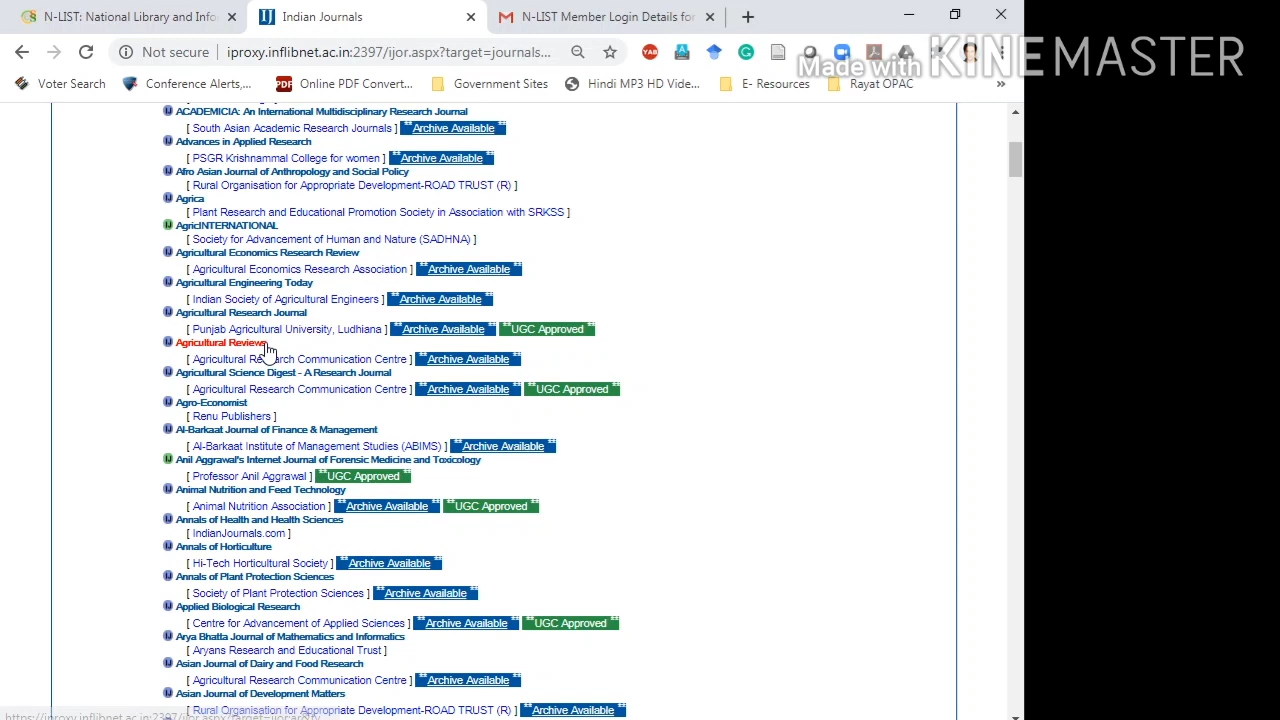 N-LIST: National Library and Info
IJ Indian Journals
N-LIST Member Login Details for
Not secure
iproxy.inflibnet.ac.in:2397/ijor.aspx?target=journals...
YAB
Made with KINEMASTER
Voter Search
Conference Alerts,...
PDF Online PDF Convert...
Government Sites
Hindi MP3 HD Vide...
E- Resources
Rayat OPAC
»
ACADEMICIA: An International Multidisciplinary Research Journal
[ South Asian Academic Research Journals ] **Archive Available **
Advances in Applied Research
[ PSGR Krishnammal College for women ] **Archive Available **
Afro Asian Journal of Anthropology and Social Policy
[ Rural Organisation for Appropriate Development-ROAD TRUST (R) ]
Agrica
[ Plant Research and Educational Promotion Society in Association with SRKSS ]
AgricINTERNATIONAL
[ Society for Advancement of Human and Nature (SADHNA) ]
Agricultural Economics Research Review
[ Agricultural Economics Research Association ] **Archive Available **
Agricultural Engineering Today
[ Indian Society of Agricultural Engineers ] **Archive Available **
Agricultural Research Journal
[ Punjab Agricultural University, Ludhiana ] **Archive Available ** **UGC Approved **
Agricultural Reviews
[ Agricultural Research Communication Centre ] **Archive Available **
Agricultural Science Digest - A Research Journal
[ Agricultural Research Communication Centre ] **Archive Available ** **UGC Approved **
Agro-Economist
[ Renu Publishers ]
Al-Barkaat Journal of Finance & Management
[ Al-Barkaat Institute of Management Studies (ABIMS) ] **Archive Available **
Anil Aggrawal's Internet Journal of Forensic Medicine and Toxicology
[ Professor Anil Aggrawal ] **UGC Approved **
Animal Nutrition and Feed Technology
[ Animal Nutrition Association ] **Archive Available ** **UGC Approved **
Annals of Health and Health Sciences
[ IndianJournals.com ]
Annals of Horticulture
[ Hi-Tech Horticultural Society ] **Archive Available **
Annals of Plant Protection Sciences
[ Society of Plant Protection Sciences ] **Archive Available **
Applied Biological Research
[ Centre for Advancement of Applied Sciences ] **Archive Available ** **UGC Approved **
Arya Bhatta Journal of Mathematics and Informatics
[ Aryans Research and Educational Trust ]
Asian Journal of Dairy and Food Research
[ Agricultural Research Communication Centre ] **Archive Available **
Asian Journal of Development Matters
[ Rural Organisation for Appropriate Development-ROAD TRUST (R) ] **Archive Available **